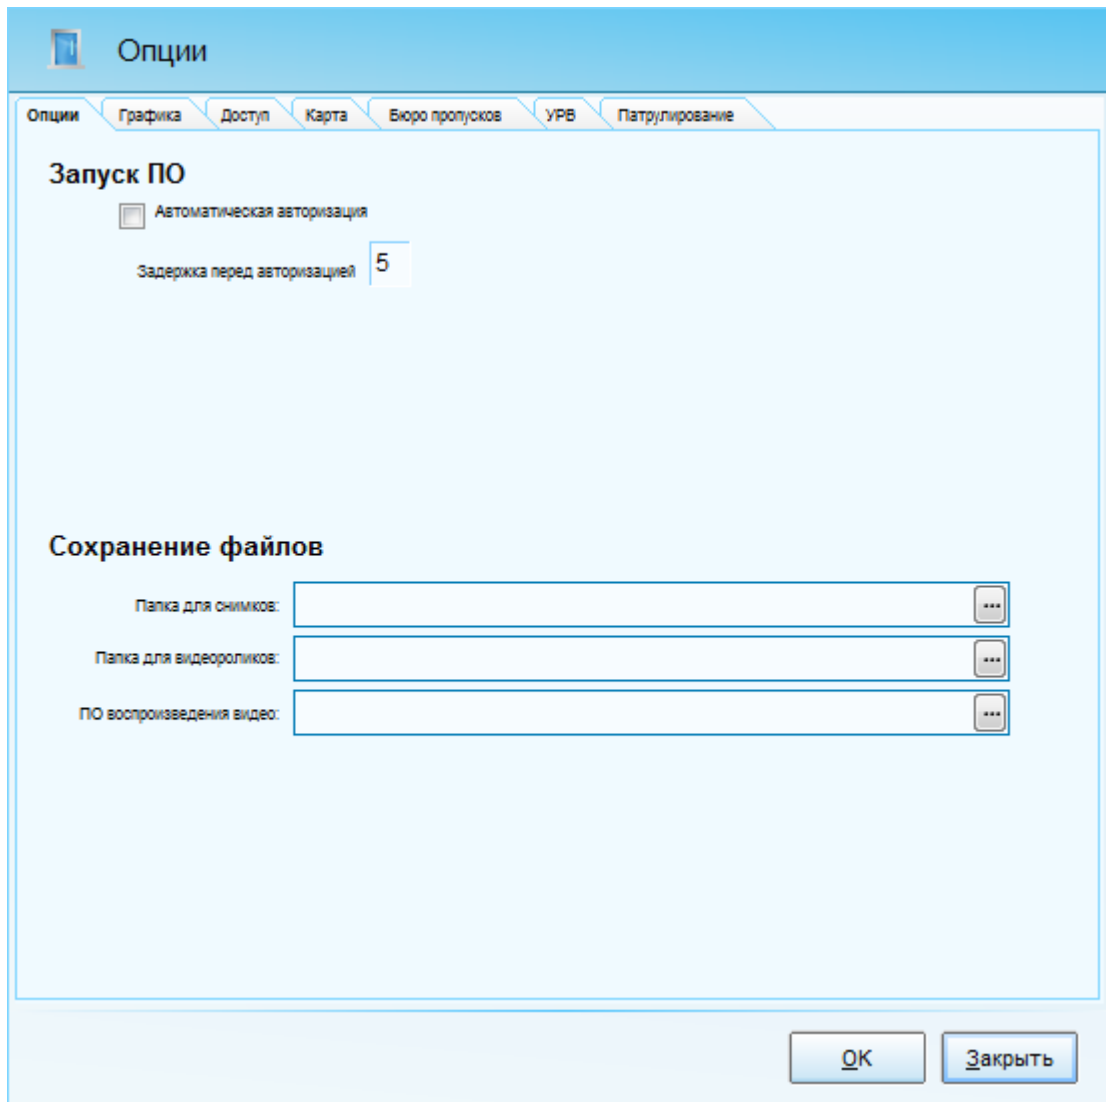 Опции
Опции Графика Доступ Карта Бюро пропусков УРВ Патрулирование
Запуск ПО
Автоматическая авторизация
Задержка перед авторизацией 5
Сохранение файлов
Папка для снимков: ...
Папка для видеороликов: ...
ПО воспроизведения видео: ...
OK Закрыть